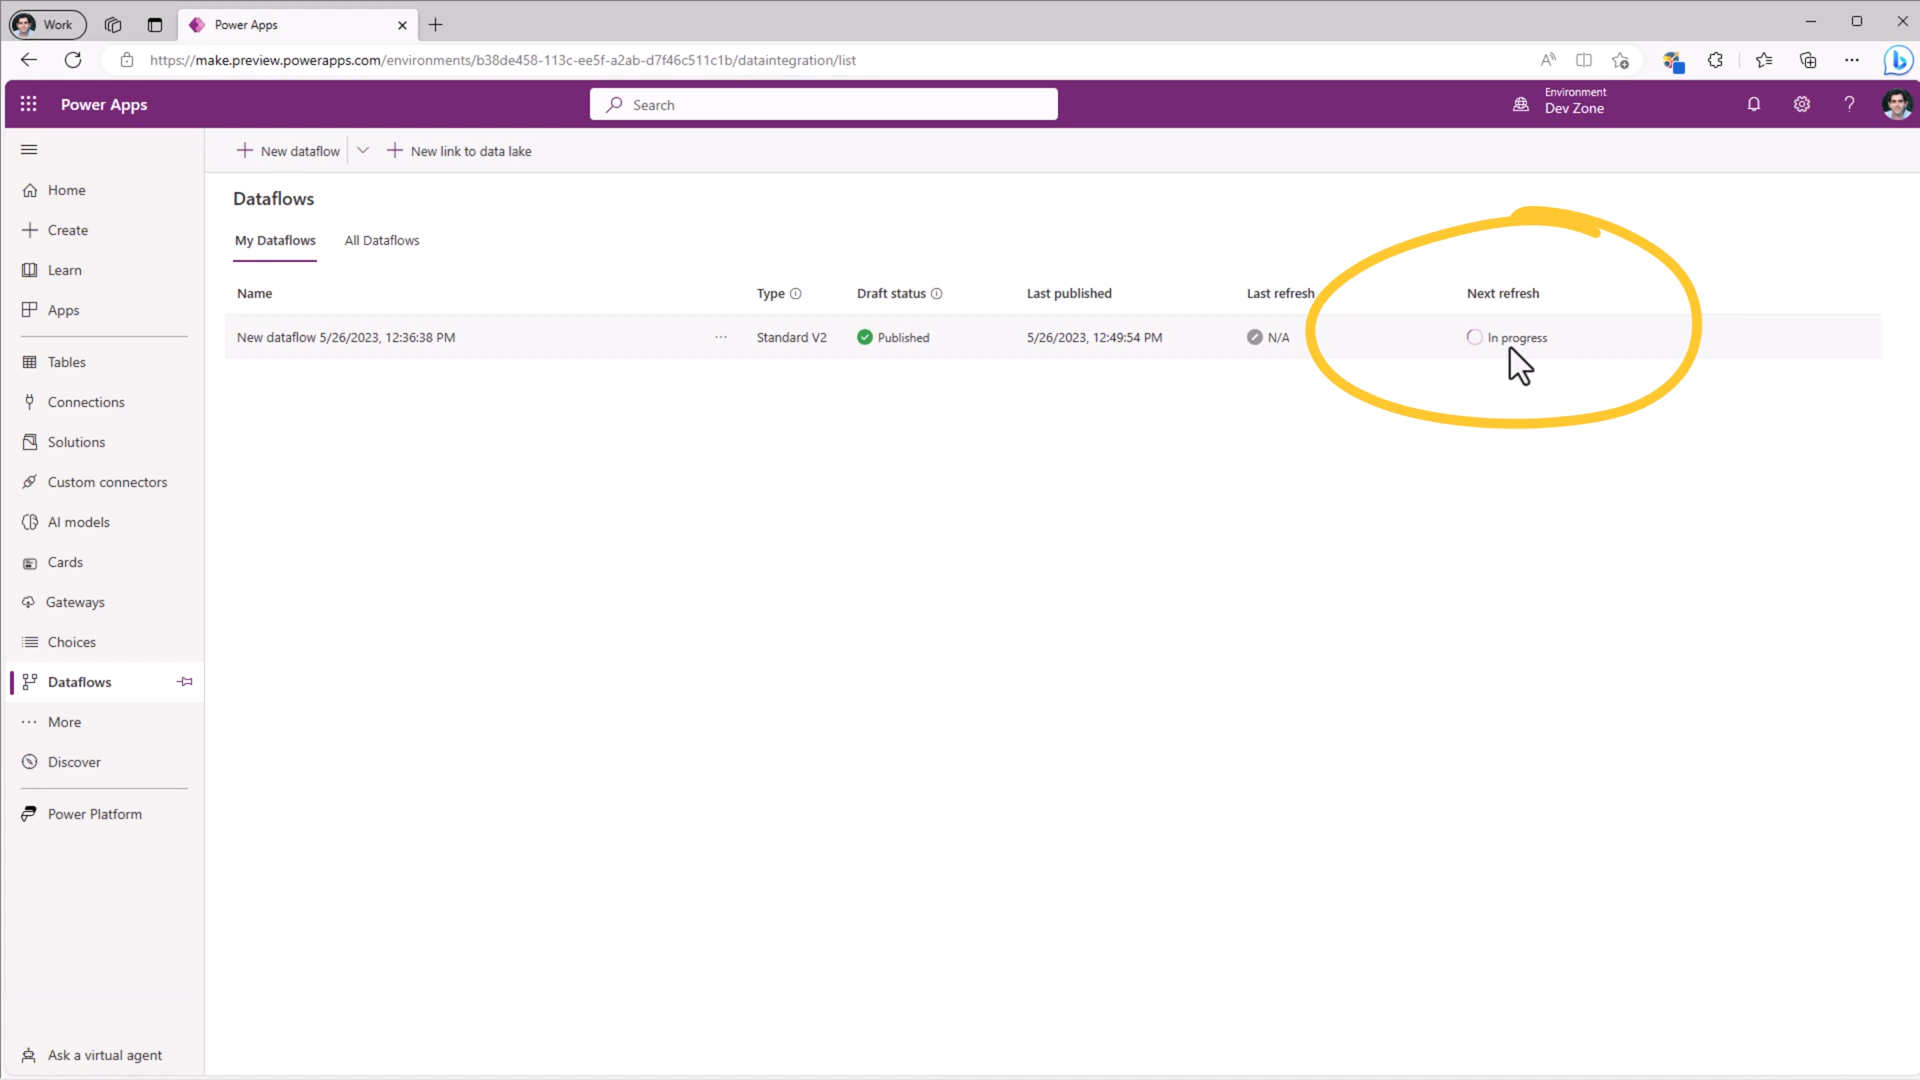 Work
Power Apps
https://make.preview.powerapps.com/environments/b38de458-113c-ee5f-a2ab-d7f46c511c1b/dataintegration/list
Power Apps
Search
Environment
Dev Zone
New dataflow
New link to data lake
Home
Create
Learn
Apps
Tables
Connections
Solutions
Custom connectors
AI models
Cards
Gateways
Choices
Dataflows
More
Discover
Power Platform
Ask a virtual agent
Dataflows
My Dataflows All Dataflows
Name Type Draft status Last published Last refresh Next refresh
New dataflow 5/26/2023, 12:36:38 PM Standard V2 Published 5/26/2023, 12:49:54 PM N/A In progress